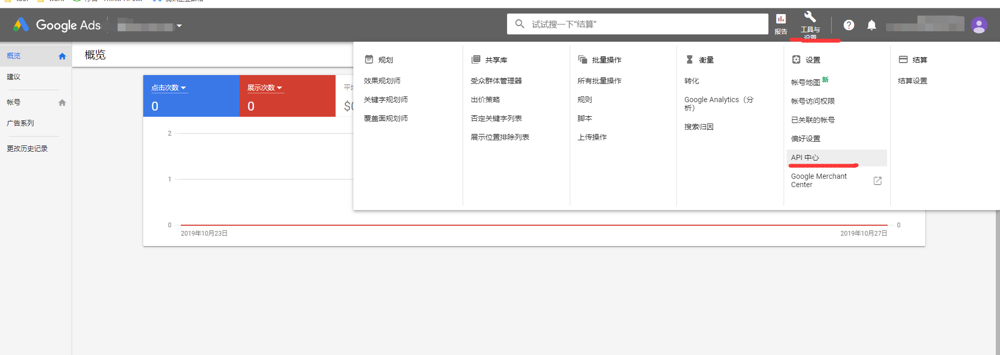 Google Ads
试试搜一下“结算”
报告
工具与
设置
概览
建议
帐号
广告系列
更改历史记录
概览
点击次数
0
展示次数
0
2
1
0
0
2019年10月23日
2019年10月27日
规划
效果规划师
关键字规划师
覆盖面规划师
共享库
受众群体管理器
出价策略
否定关键字列表
展示位置排除列表
批量操作
所有批量操作
规则
脚本
上传操作
衡量
转化
Google Analytics（分
析）
搜索归因
设置
帐号地图 新
帐号访问权限
已关联的帐号
偏好设置
API 中心
Google Merchant
Center
结算
结算设置